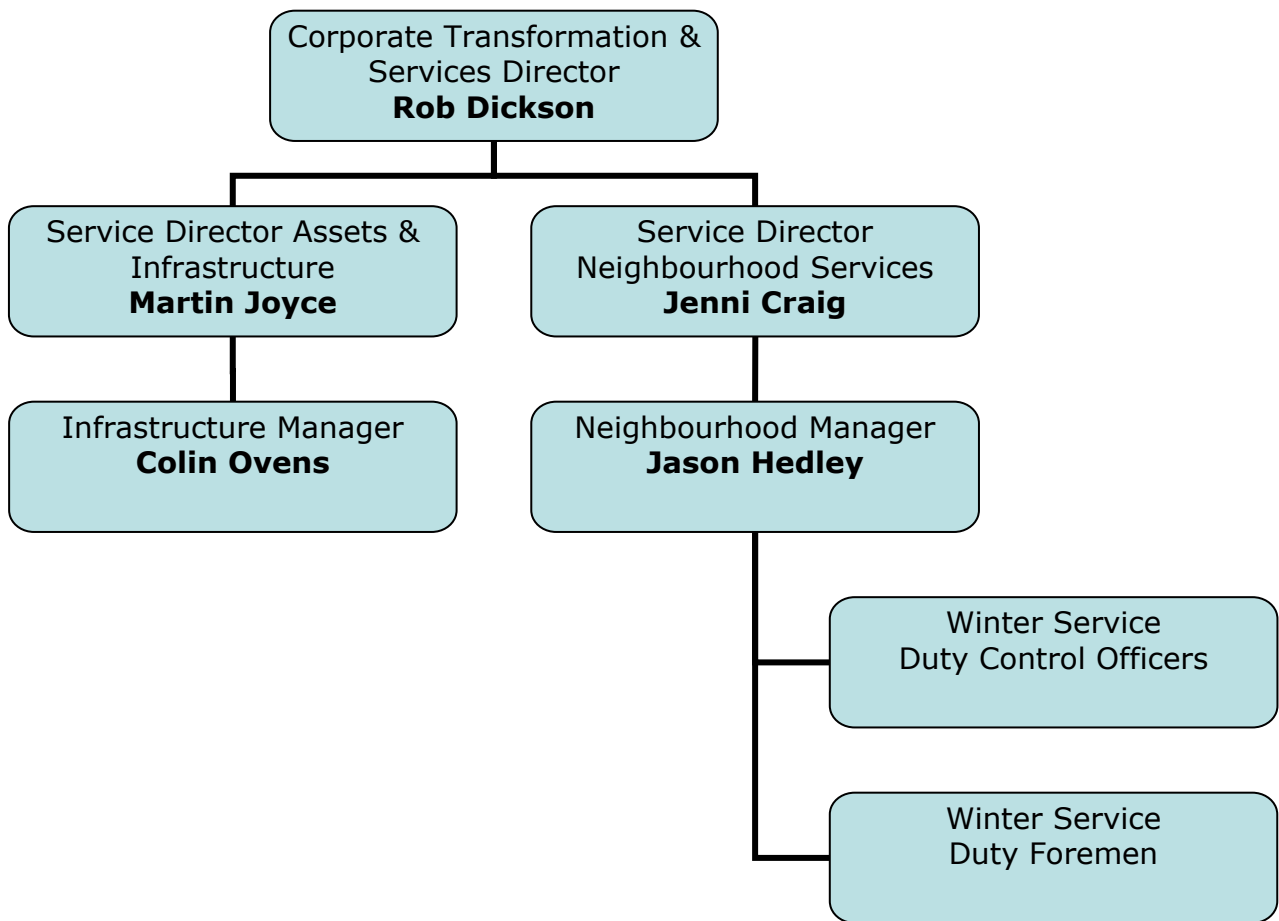 Corporate Transformation &
Services Director
Rob Dickson
Service Director Assets &
Infrastructure
Martin Joyce
Service Director
Neighbourhood Services
Jenni Craig
Infrastructure Manager
Colin Ovens
Neighbourhood Manager
Jason Hedley
Winter Service
Duty Control Officers
Winter Service
Duty Foremen